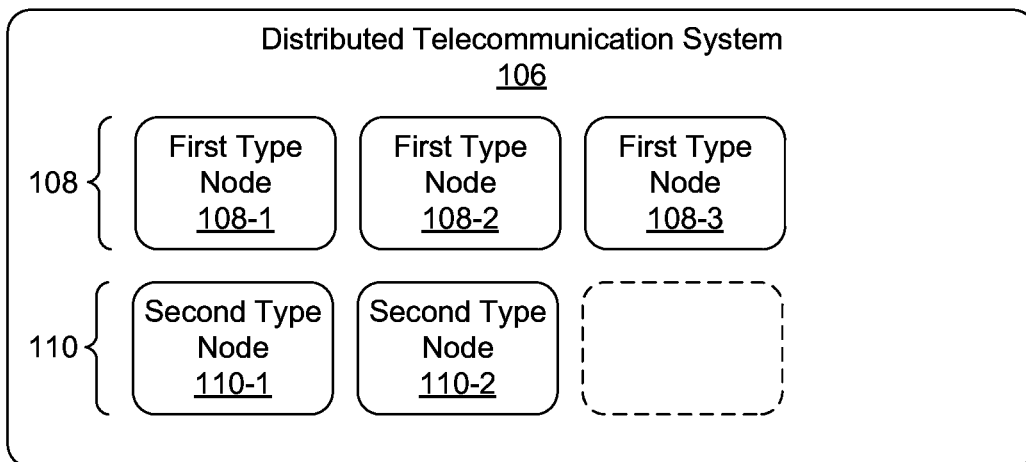 Distributed Telecommunication System
106
108
First Type
Node
108-1
First Type
Node
108-2
First Type
Node
108-3
110
Second Type
Node
110-1
Second Type
Node
110-2